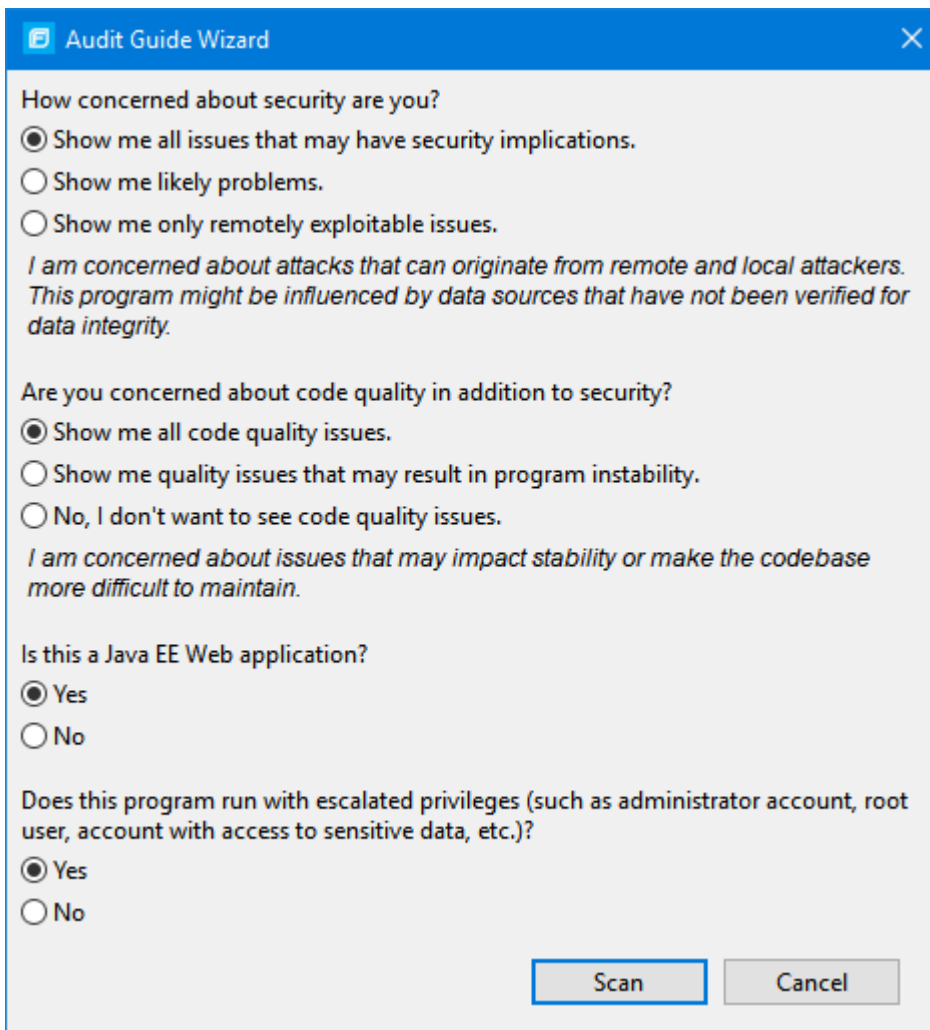 Audit Guide Wizard
How concerned about security are you?
Show me all issues that may have security implications.
Show me likely problems.
Show me only remotely exploitable issues.
I am concerned about attacks that can originate from remote and local attackers.
This program might be influenced by data sources that have not been verified for
data integrity.
Are you concerned about code quality in addition to security?
Show me all code quality issues.
Show me quality issues that may result in program instability.
No, I don't want to see code quality issues.
I am concerned about issues that may impact stability or make the codebase
more difficult to maintain.
Is this a Java EE Web application?
Yes
No
Does this program run with escalated privileges (such as administrator account, root
user, account with access to sensitive data, etc.)?
Yes
No
Scan Cancel